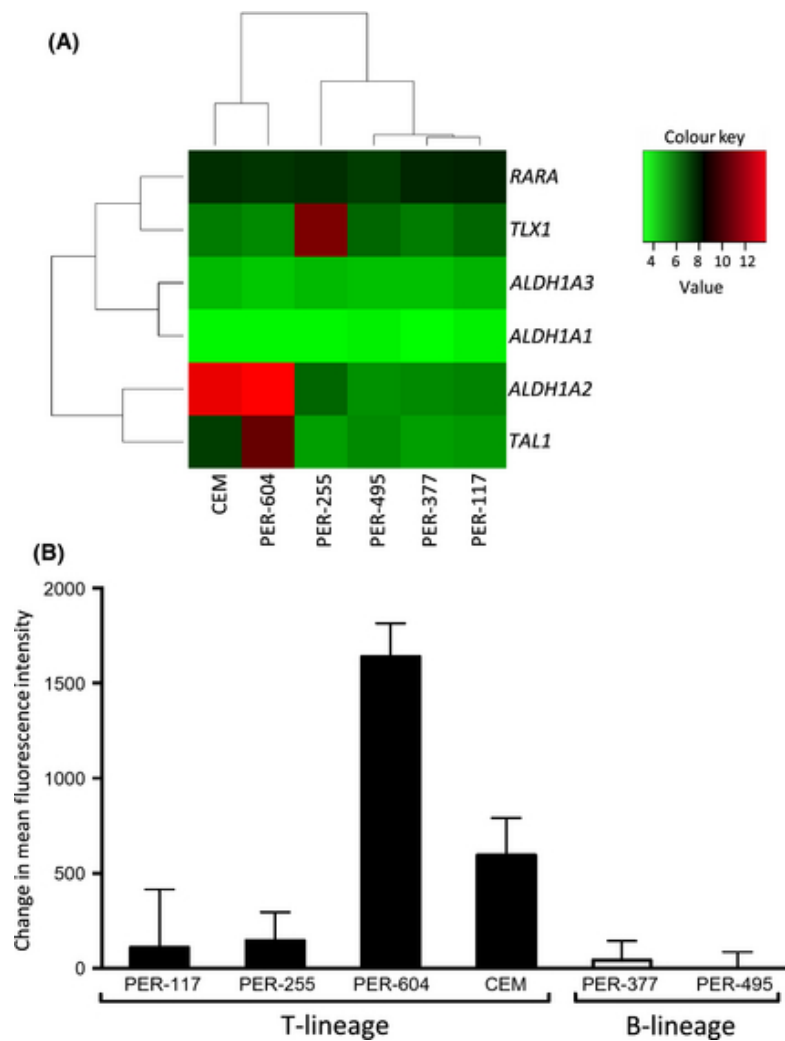 (A)
Colour key
RARA
TLX1
ALDH1A3
4 6 8 10 12
Value
ALDH1A1
ALDH1A2
TAL1
CEM
PER-604
PER-255
PER-495
PER-377
PER-117
(B)
Change in mean fluorescence intensity
2000
1500
1000
500
0
PER-117 PER-255 PER-604 CEM PER-377 PER-495
T-lineage B-lineage